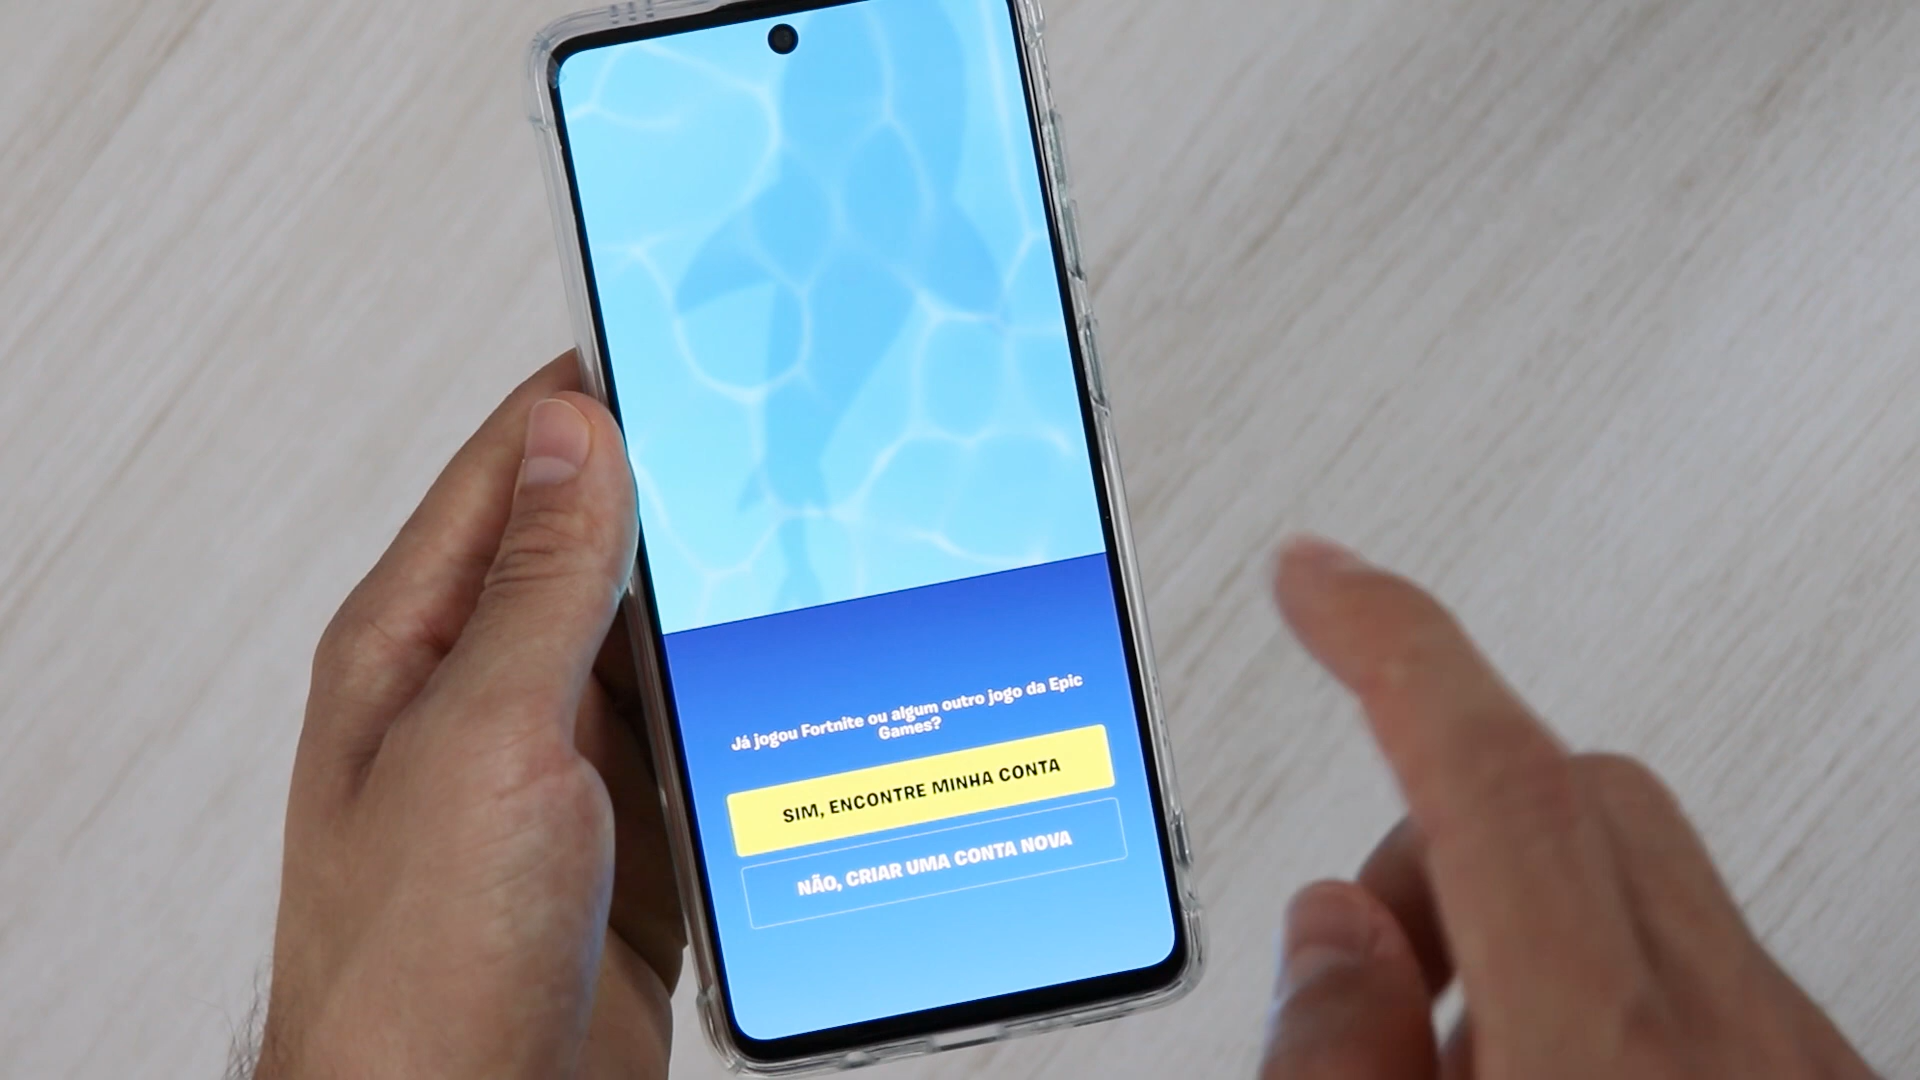 Já jogou Fortnite ou algum outro jogo da Epic
Games?
SIM, ENCONTRE MINHA CONTA
NÃO, CRIAR UMA CONTA NOVA